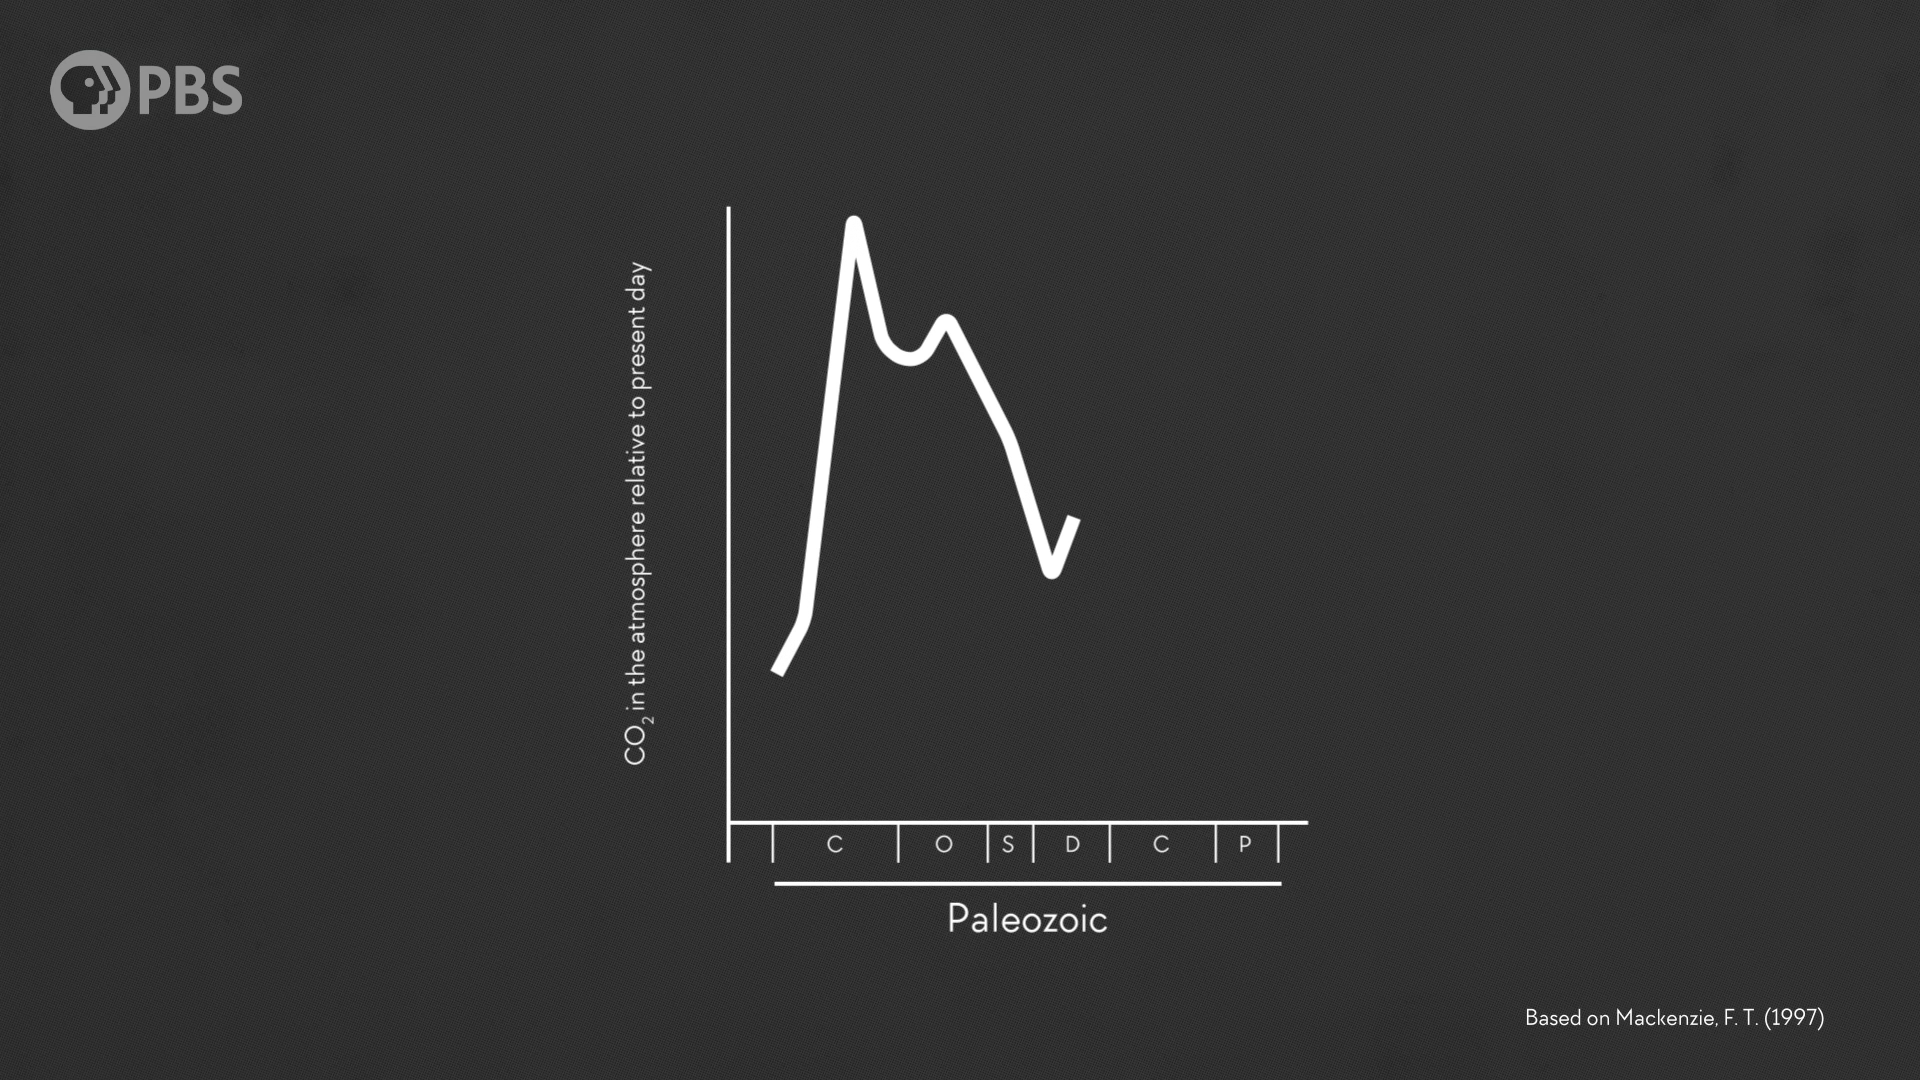 PBS
CO₂ in the atmosphere relative to present day
C O S D C P
Paleozoic
Based on Mackenzie, F. T. (1997)